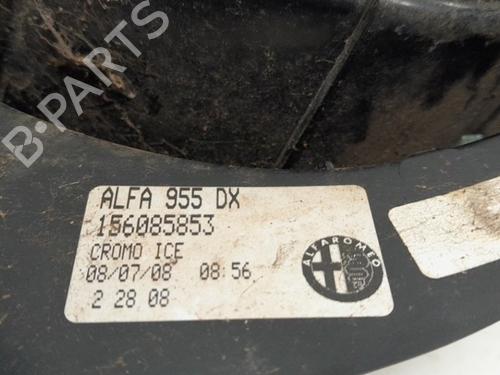 B-PARTS
ALFA 955 DX
156085853
CROMO ICE
08/07/08 08:56
2 28 08
ALFA ROMEO